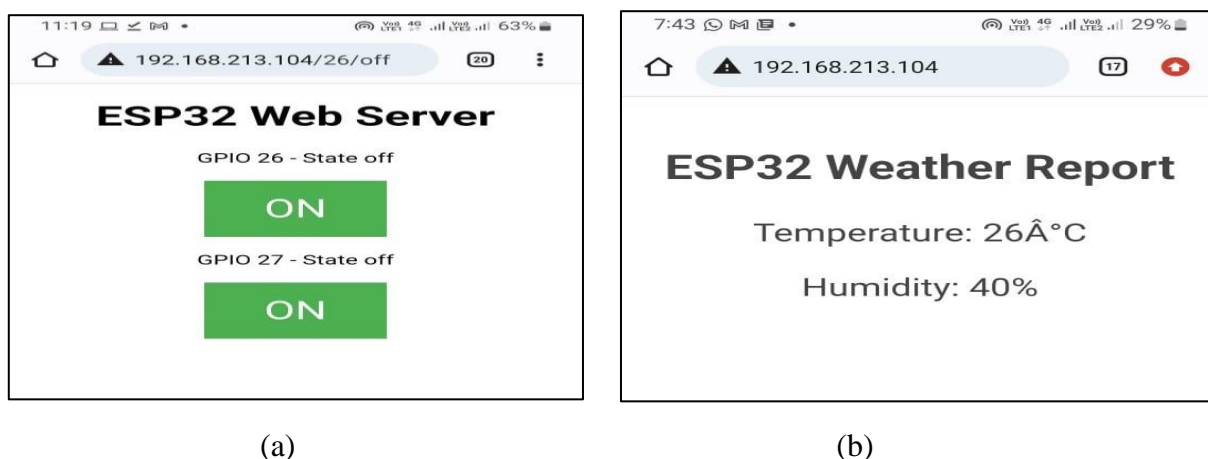 11:19
63%
192.168.213.104/26/off
20
ESP32 Web Server
GPIO 26 - State off
ON
GPIO 27 - State off
ON
(a)
7:43
29%
192.168.213.104
17
ESP32 Weather Report
Temperature: 26Â°C
Humidity: 40%
(b)